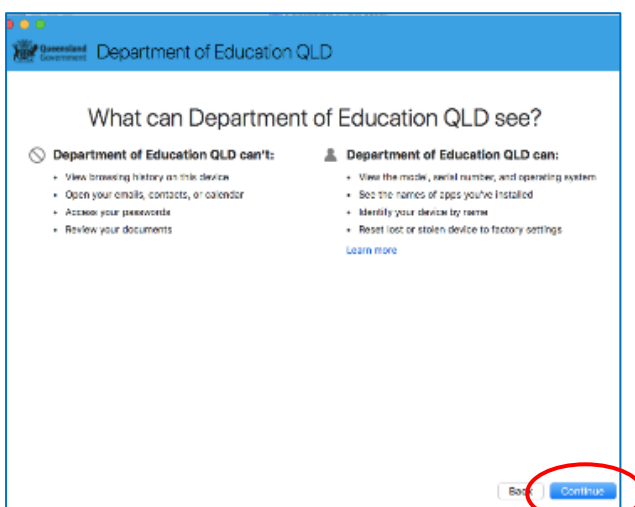 Queensland
Government
Department of Education QLD
What can Department of Education QLD see?
Department of Education QLD can't:
• View browsing history on this device
• Open your emails, contacts, or calendar
• Access your passwords
• Review your documents
Department of Education QLD can:
• View the model, serial number, and operating system
• See the names of apps you've installed
• Identify your device by name
• Reset lost or stolen device to factory settings
Learn more
Back
Continue